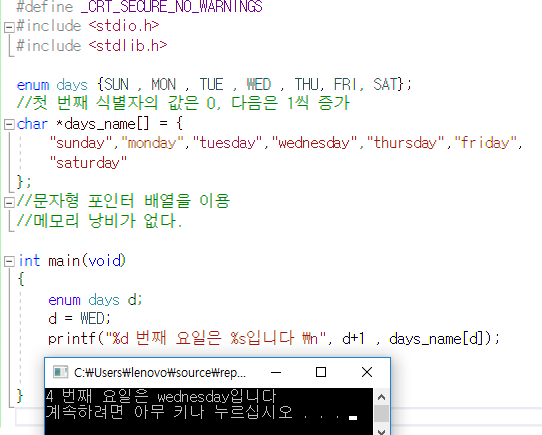 #define _CRT_SECURE_NO_WARNINGS
#include <stdio.h>
#include <stdlib.h>
enum days {SUN , MON , TUE , WED , THU, FRI, SAT};
//첫 번째 식별자의 값은 0, 다음은 1씩 증가
char *days_name[] = {
"sunday","monday","tuesday","wednesday","thursday","friday",
"saturday"
};
//문자형 포인터 배열을 이용
//메모리 낭비가 없다.
int main(void)
{
enum days d;
d = WED;
printf("%d 번째 요일은 %s입니다 ₩n", d+1 , days_name[d]);
}
C:₩Users₩lenovo₩source₩rep...
4 번째 요일은 wednesday입니다
계속하려면 아무 키나 누르십시오 . . .